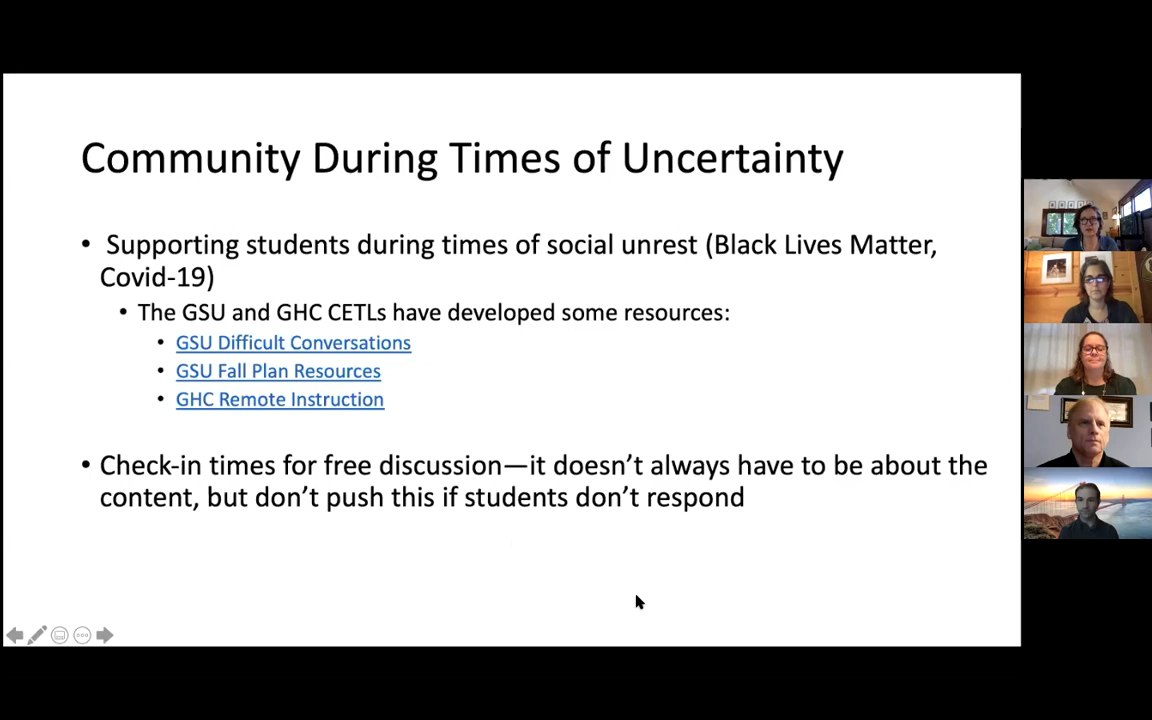 Community During Times of Uncertainty
• Supporting students during times of social unrest (Black Lives Matter,
Covid-19)
• The GSU and GHC CETLs have developed some resources:
• GSU Difficult Conversations
• GSU Fall Plan Resources
• GHC Remote Instruction
• Check-in times for free discussion—it doesn’t always have to be about the
content, but don’t push this if students don’t respond